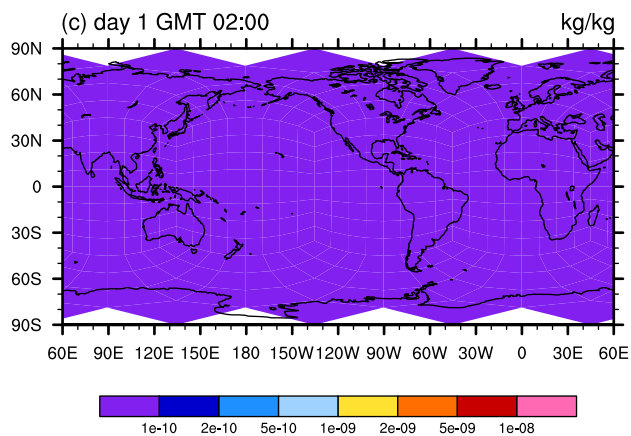 (c) day 1 GMT 02:00 kg/kg
90N
60N
30N
0
30S
60S
90S
60E 90E 120E 150E 180 150W 120W 90W 60W 30W 0 30E 60E
1e-10 2e-10 5e-10 1e-09 2e-09 5e-09 1e-08